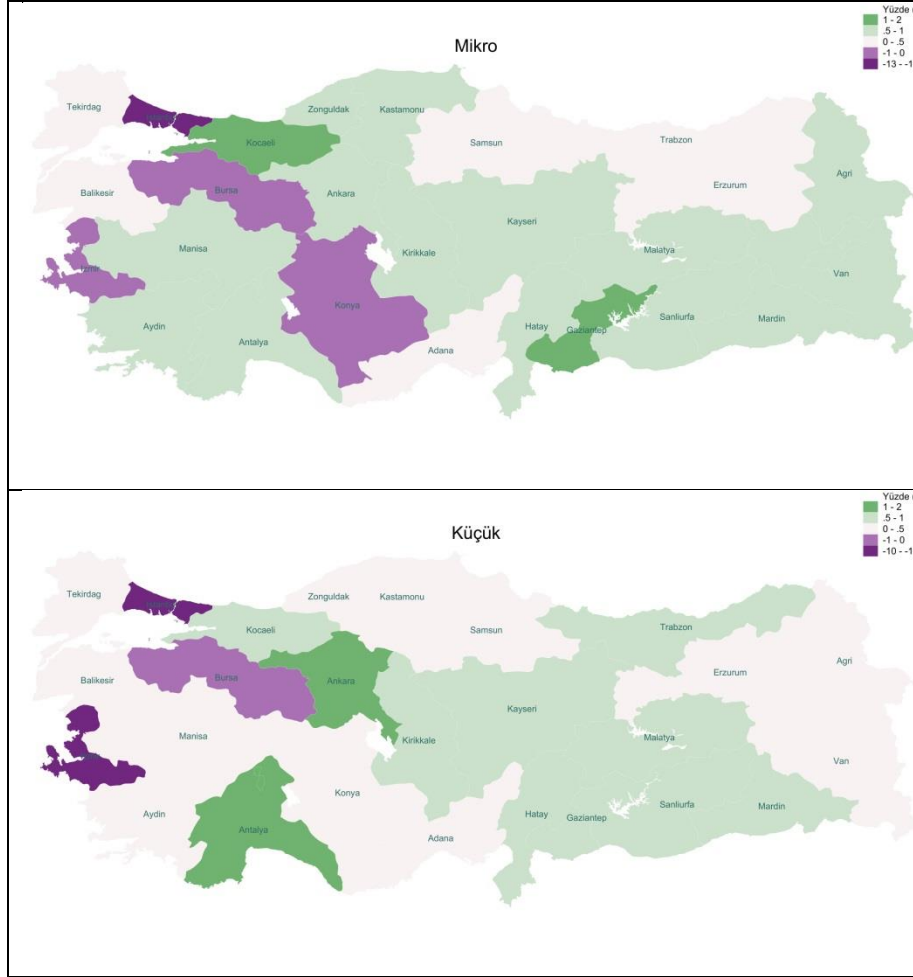 Yüzde
Mikro
1 - 2
.5 - 1
0 - .5
-1 - 0
-13 - -1
Tekirdag
Zonguldak
Kastamonu
Kocaeli
Samsun
Trabzon
Balikesir
Bursa
Ankara
Erzurum
Agri
Manisa
Kayseri
Kirikkale
Malatya
Izmir
Van
Konya
Aydin
Antalya
Hatay
Gaziantep
Sanliurfa
Mardin
Adana
Yüzde
Küçük
1 - 2
.5 - 1
0 - .5
-1 - 0
-10 - -1
Tekirdag
Zonguldak
Kastamonu
Kocaeli
Samsun
Trabzon
Balikesir
Bursa
Ankara
Erzurum
Agri
Manisa
Kayseri
Kirikkale
Malatya
Van
Konya
Aydin
Antalya
Hatay
Gaziantep
Sanliurfa
Mardin
Adana